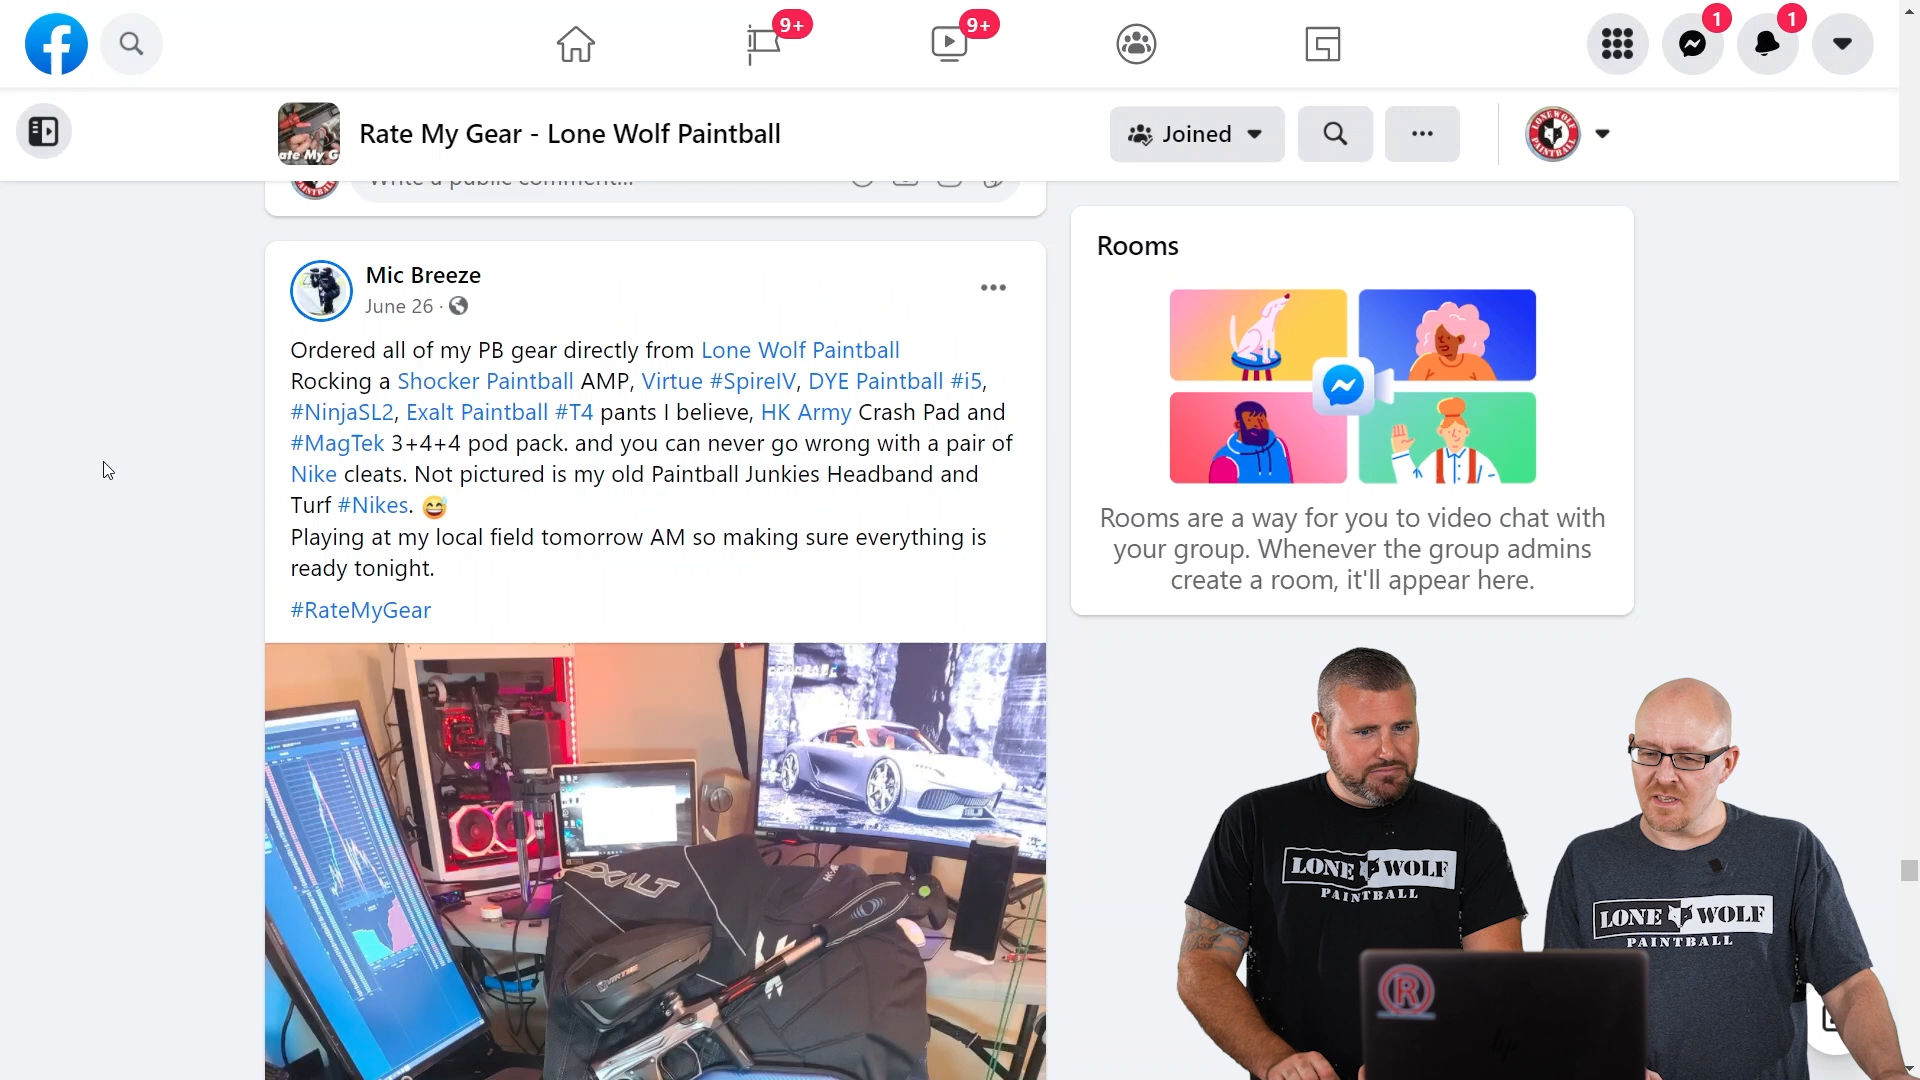 9+
9+
1
1
Rate My Gear - Lone Wolf Paintball
Joined
Write a public comment...
Rooms
Mic Breeze
June 26 ·
Ordered all of my PB gear directly from Lone Wolf Paintball
Rocking a Shocker Paintball AMP, Virtue #SpireIV, DYE Paintball #i5,
#NinjaSL2, Exalt Paintball #T4 pants I believe, HK Army Crash Pad and
#MagTek 3+4+4 pod pack. and you can never go wrong with a pair of
Nike cleats. Not pictured is my old Paintball Junkies Headband and
Turf #Nikes. 😅
Playing at my local field tomorrow AM so making sure everything is
ready tonight.
#RateMyGear
Rooms are a way for you to video chat with
your group. Whenever the group admins
create a room, it'll appear here.
EXALT
VIRTUE
LONE WOLF
PAINTBALL
LONE WOLF
PAINTBALL
R